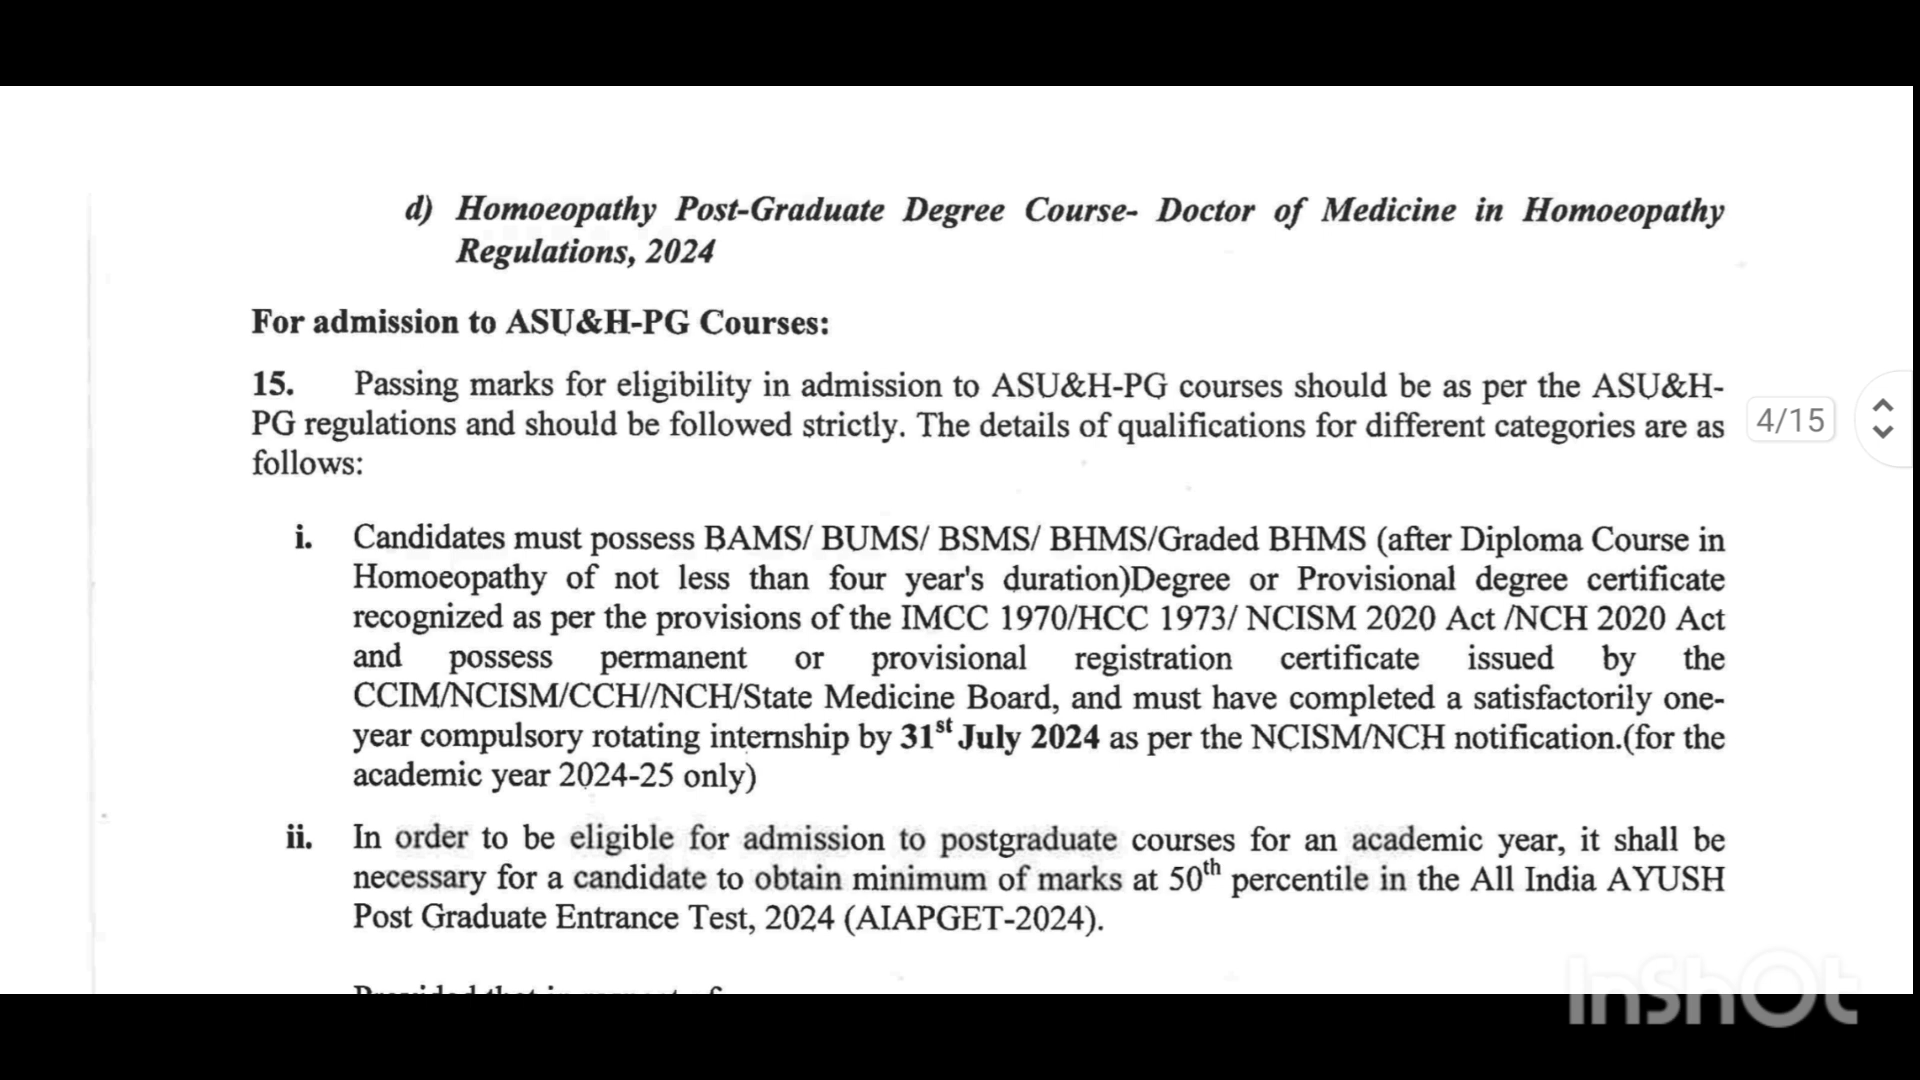 d) Homoeopathy Post-Graduate Degree Course- Doctor of Medicine in Homoeopathy
Regulations, 2024
For admission to ASU&H-PG Courses:
15. Passing marks for eligibility in admission to ASU&H-PG courses should be as per the ASU&H-
PG regulations and should be followed strictly. The details of qualifications for different categories are as
follows:
4/15
i. Candidates must possess BAMS/ BUMS/ BSMS/ BHMS/Graded BHMS (after Diploma Course in
Homoeopathy of not less than four year's duration)Degree or Provisional degree certificate
recognized as per the provisions of the IMCC 1970/HCC 1973/ NCISM 2020 Act /NCH 2020 Act
and possess permanent or provisional registration certificate issued by the
CCIM/NCISM/CCH//NCH/State Medicine Board, and must have completed a satisfactorily one-
year compulsory rotating internship by 31st July 2024 as per the NCISM/NCH notification.(for the
academic year 2024-25 only)
ii. In order to be eligible for admission to postgraduate courses for an academic year, it shall be
necessary for a candidate to obtain minimum of marks at 50th percentile in the All India AYUSH
Post Graduate Entrance Test, 2024 (AIAPGET-2024).
InShOt